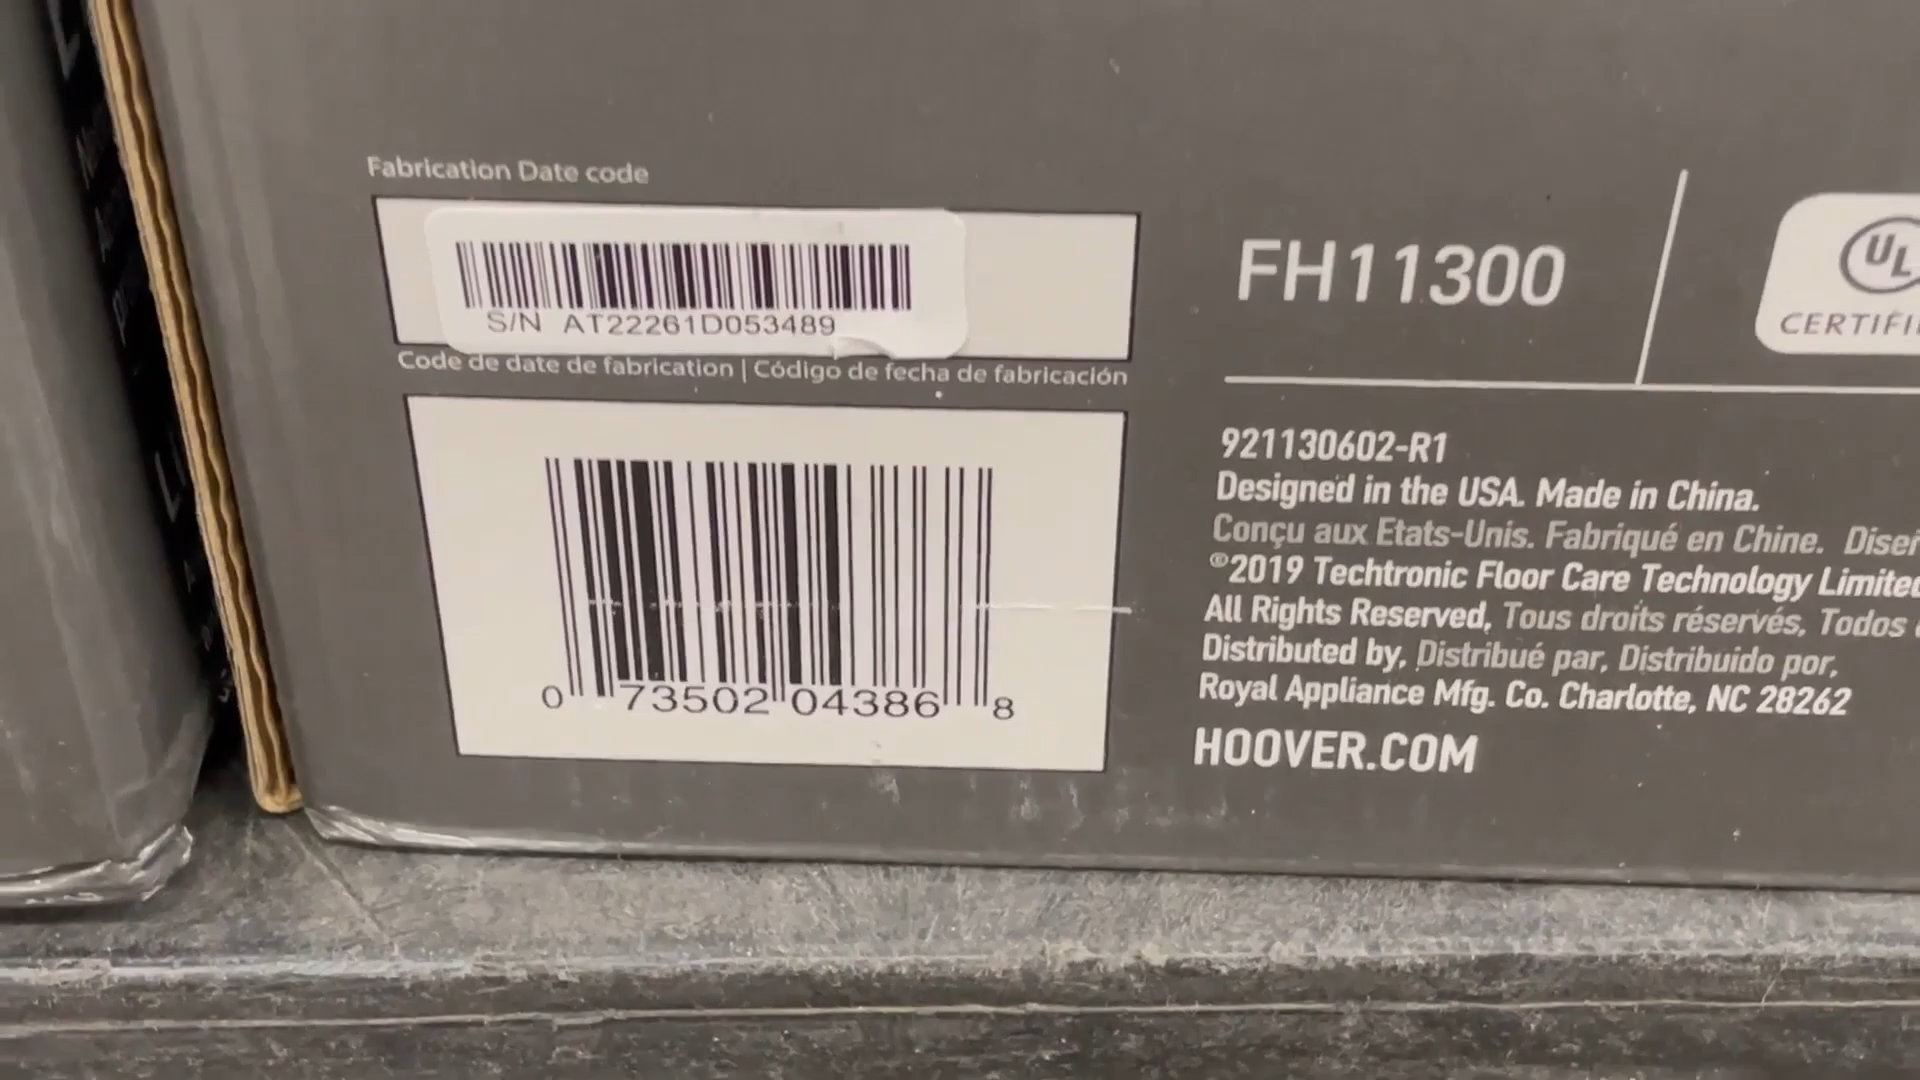 Fabrication Date code
S/N AT22261D053489
Code de date de fabrication | Código de fecha de fabricación
0 73502 04386 8
FH11300
UL
921130602-R1
Designed in the USA. Made in China.
Conçu aux Etats-Unis. Fabriqué en Chine.
©2019 Techtronic Floor Care Technology Limited
All Rights Reserved, Tous droits réservés, Todos
Distributed by, Distribué par, Distribuido por,
Royal Appliance Mfg. Co. Charlotte, NC 28262
HOOVER.COM